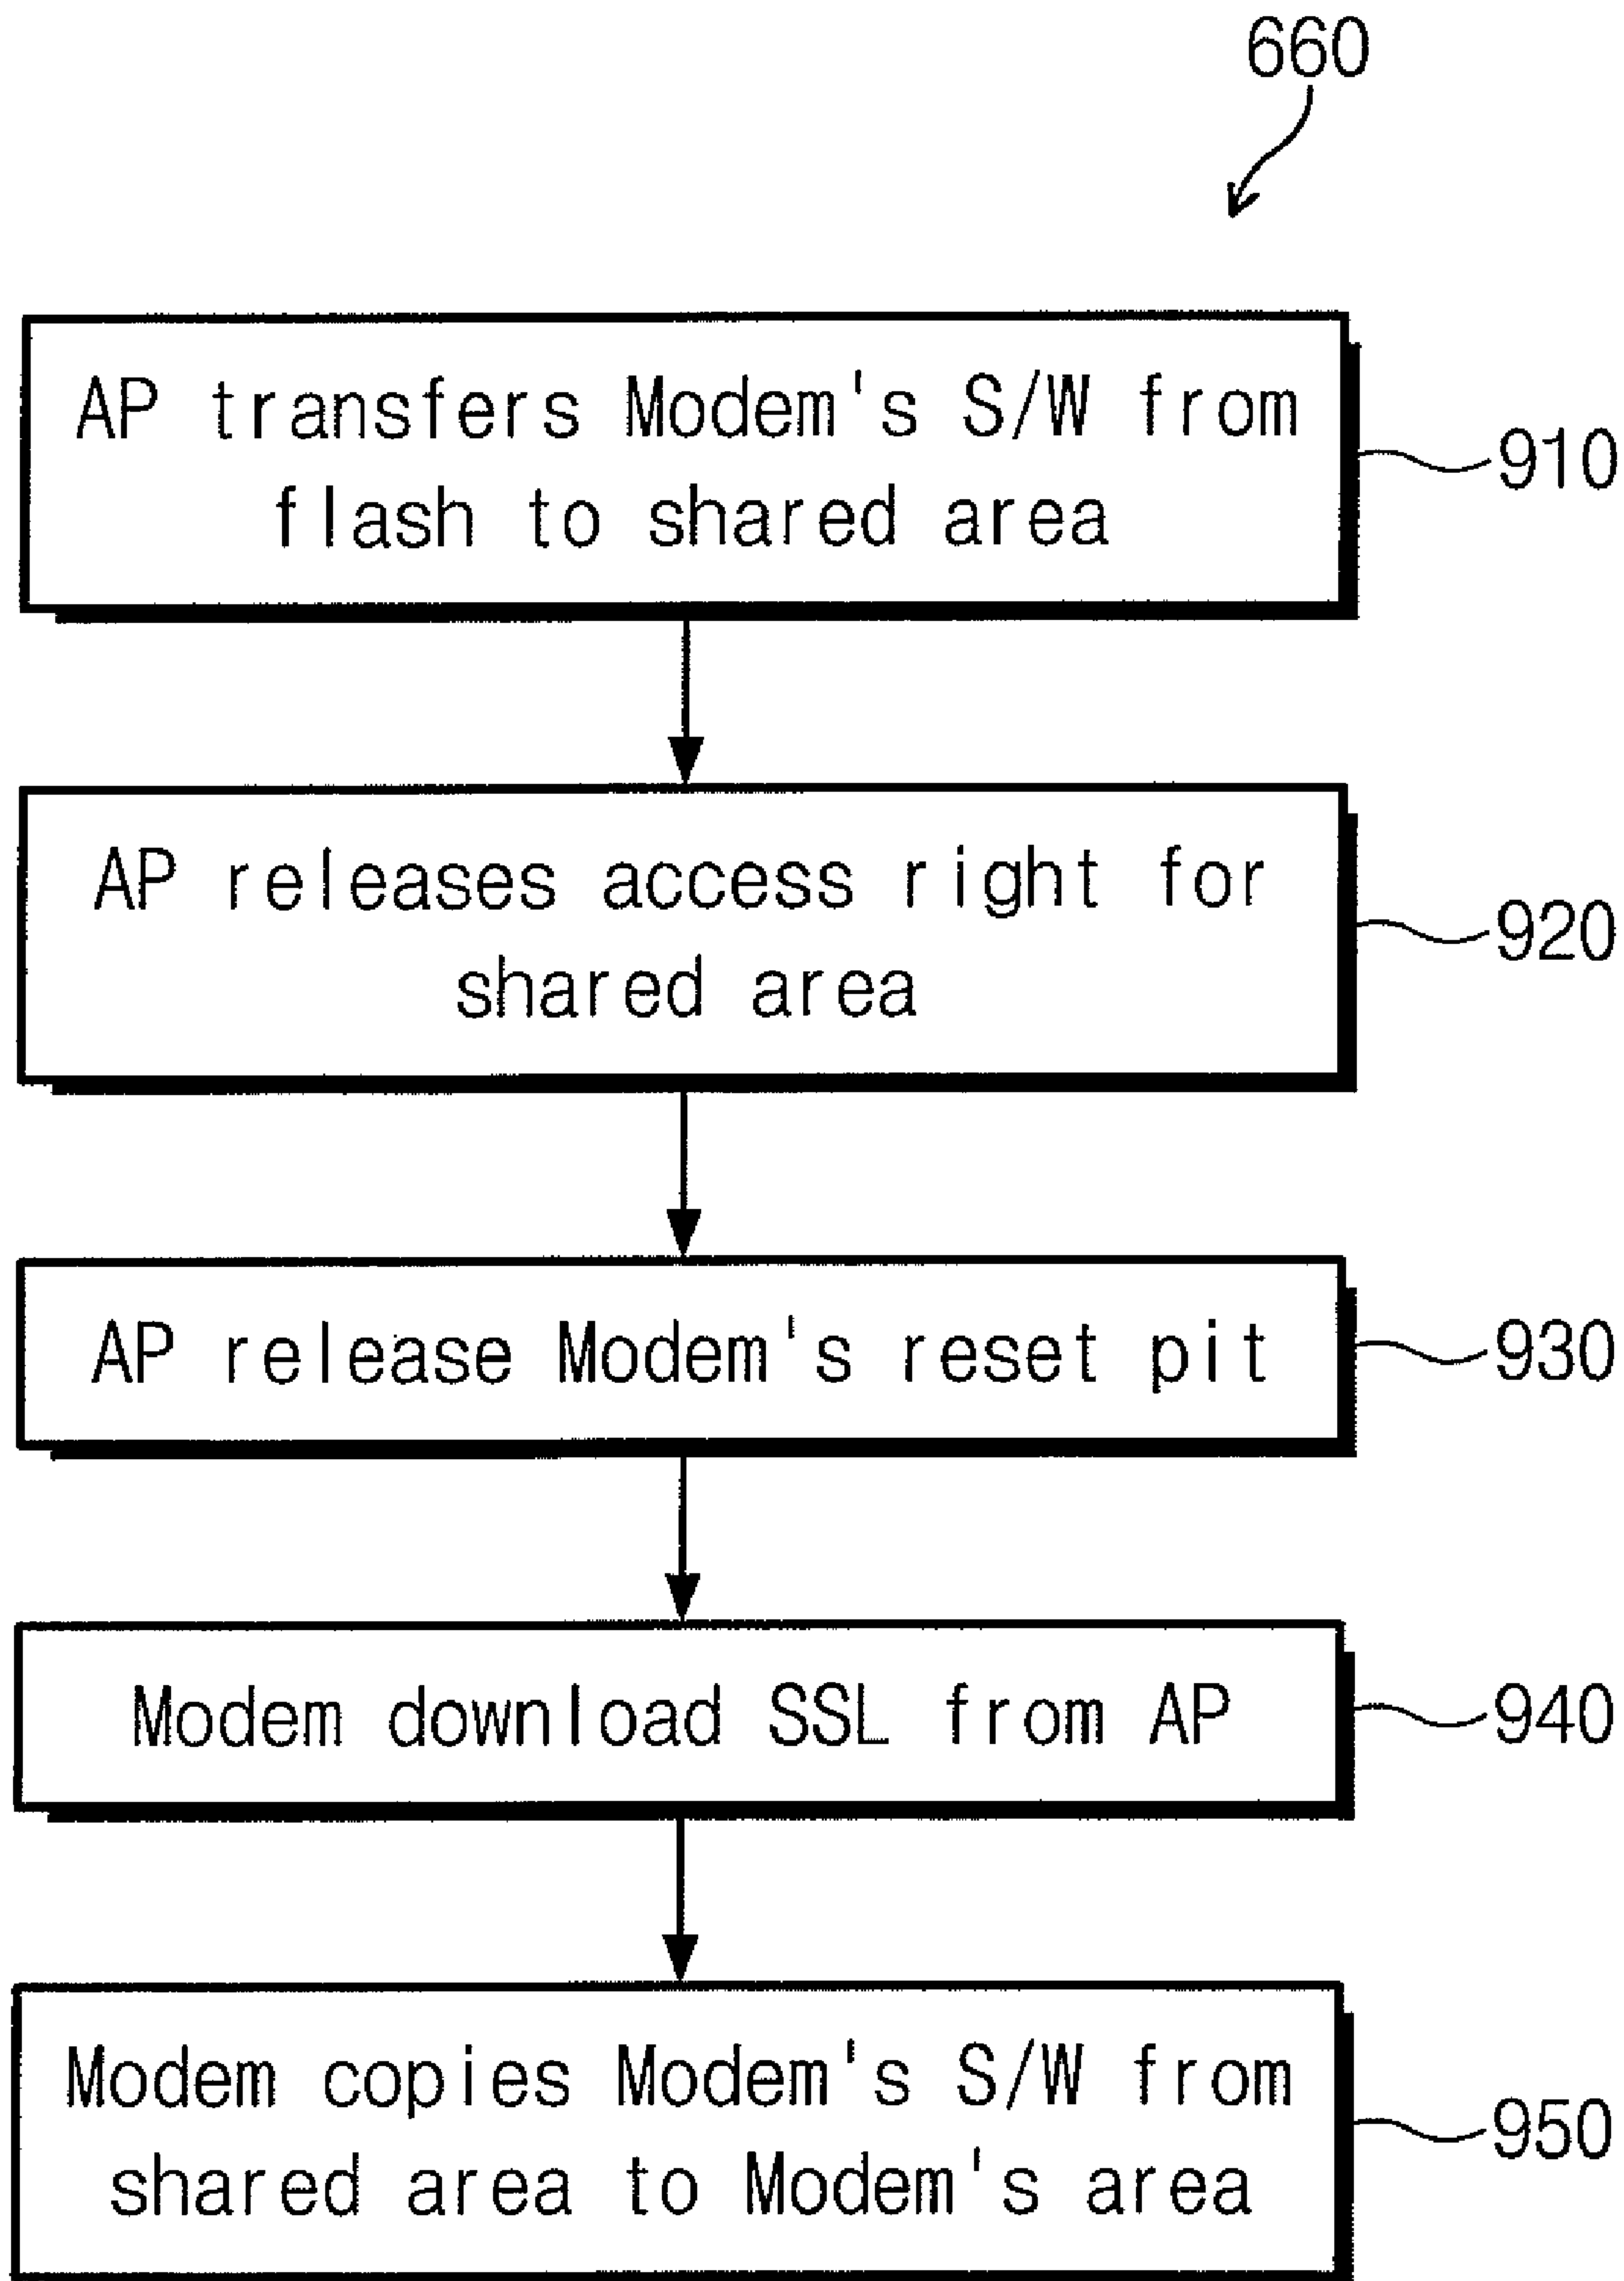 660
AP transfers Modem's S/W from
flash to shared area
910
AP releases access right for
shared area
920
AP release Modem's reset pit
930
Modem download SSL from AP
940
Modem copies Modem's S/W from
shared area to Modem's area
950